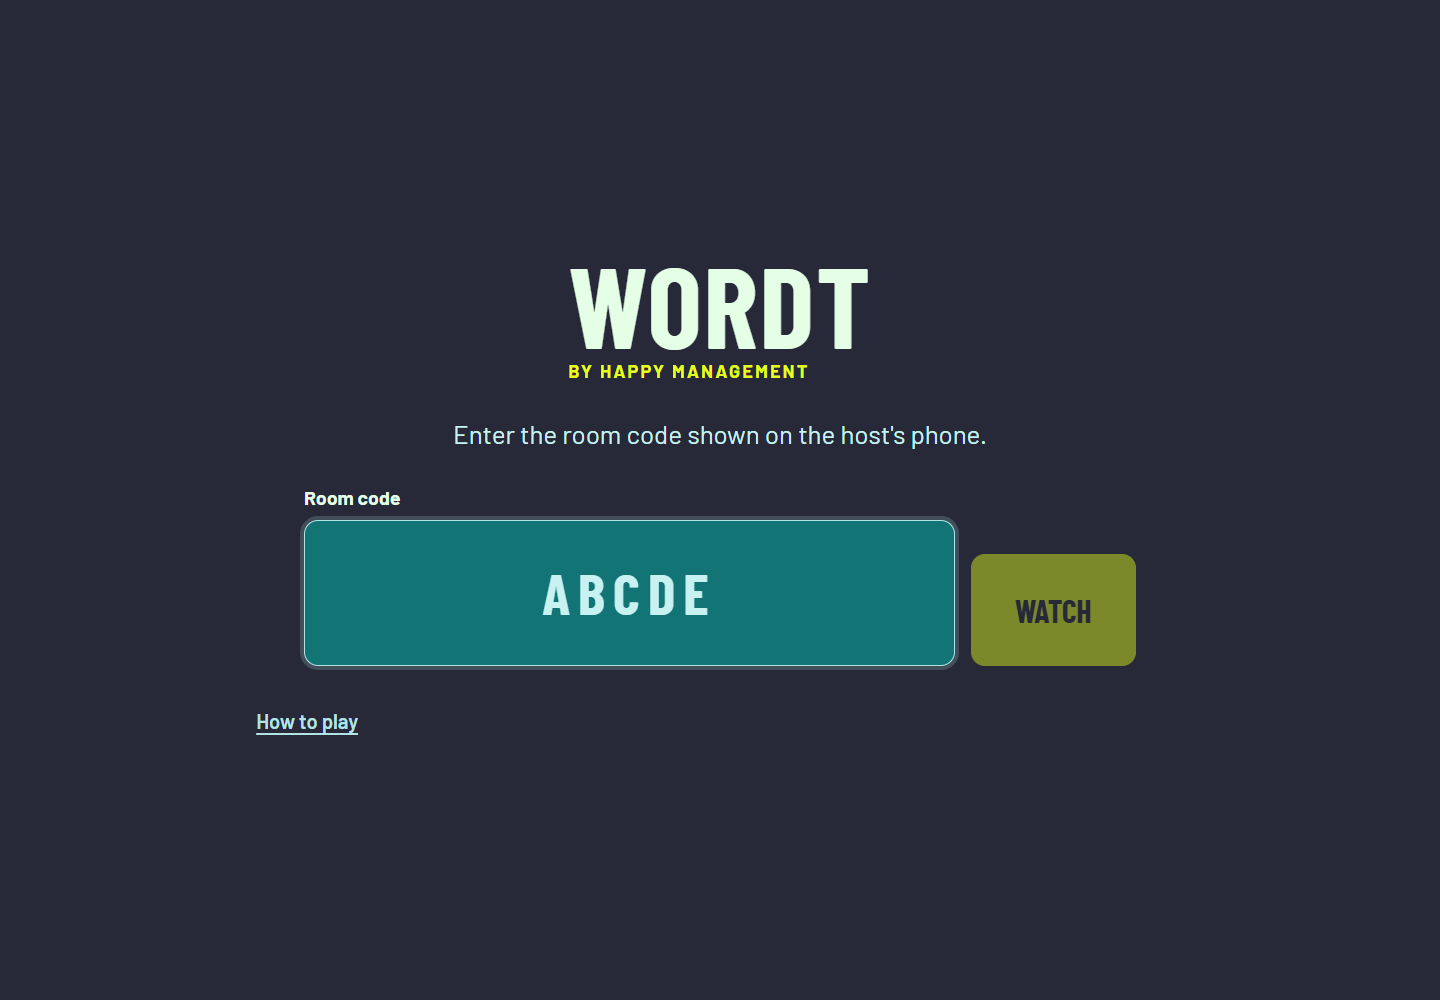 WORDT
BY HAPPY MANAGEMENT
Enter the room code shown on the host's phone.
Room code
ABCDE
WATCH
How to play